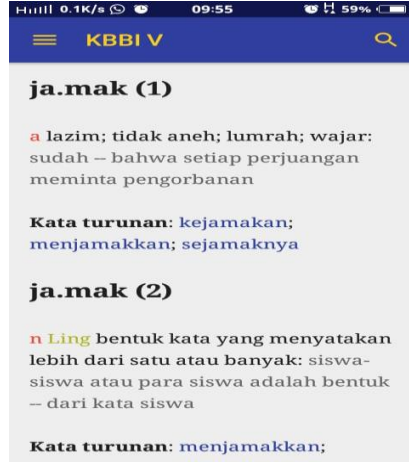 0.1K/s 09:55 59%
KBBI V
ja.mak (1)
a lazim; tidak aneh; lumrah; wajar:
sudah -- bahwa setiap perjuangan
meminta pengorbanan
Kata turunan: kejamakan;
menjamakkan; sejamaknya
ja.mak (2)
n Ling bentuk kata yang menyatakan
lebih dari satu atau banyak: siswa-
siswa atau para siswa adalah bentuk
-- dari kata siswa
Kata turunan: menjamakkan;